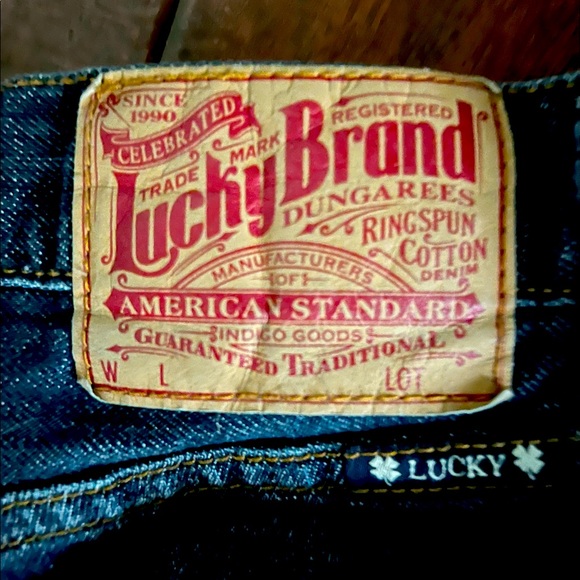 SINCE
1990
CELEBRATED
REGISTERED
TRADE MARK
Lucky Brand
DUNGAREES
RINGSPUN
COTTON
DENIM
MANUFACTURERS
OF
AMERICAN STANDARD
INDIGO GOODS
GUARANTEED TRADITIONAL
W L LOT
LUCKY